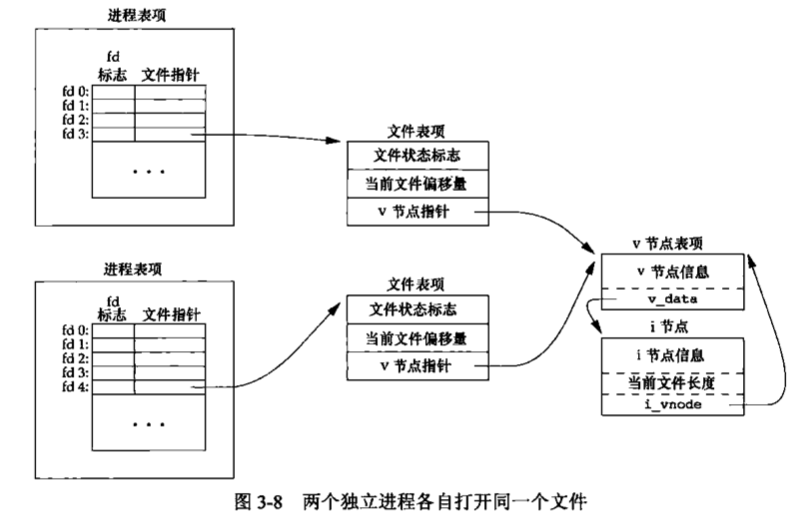 进程表项
fd
标志 文件指针
fd 0:
fd 1:
fd 2:
fd 3:
...
文件表项
文件状态标志
当前文件偏移量
v 节点指针
v 节点表项
v 节点信息
v_data
i 节点
i 节点信息
当前文件长度
i_vnode
进程表项
fd
标志 文件指针
fd 0:
fd 1:
fd 2:
fd 3:
fd 4:
...
文件表项
文件状态标志
当前文件偏移量
v 节点指针
图 3-8 两个独立进程各自打开同一个文件